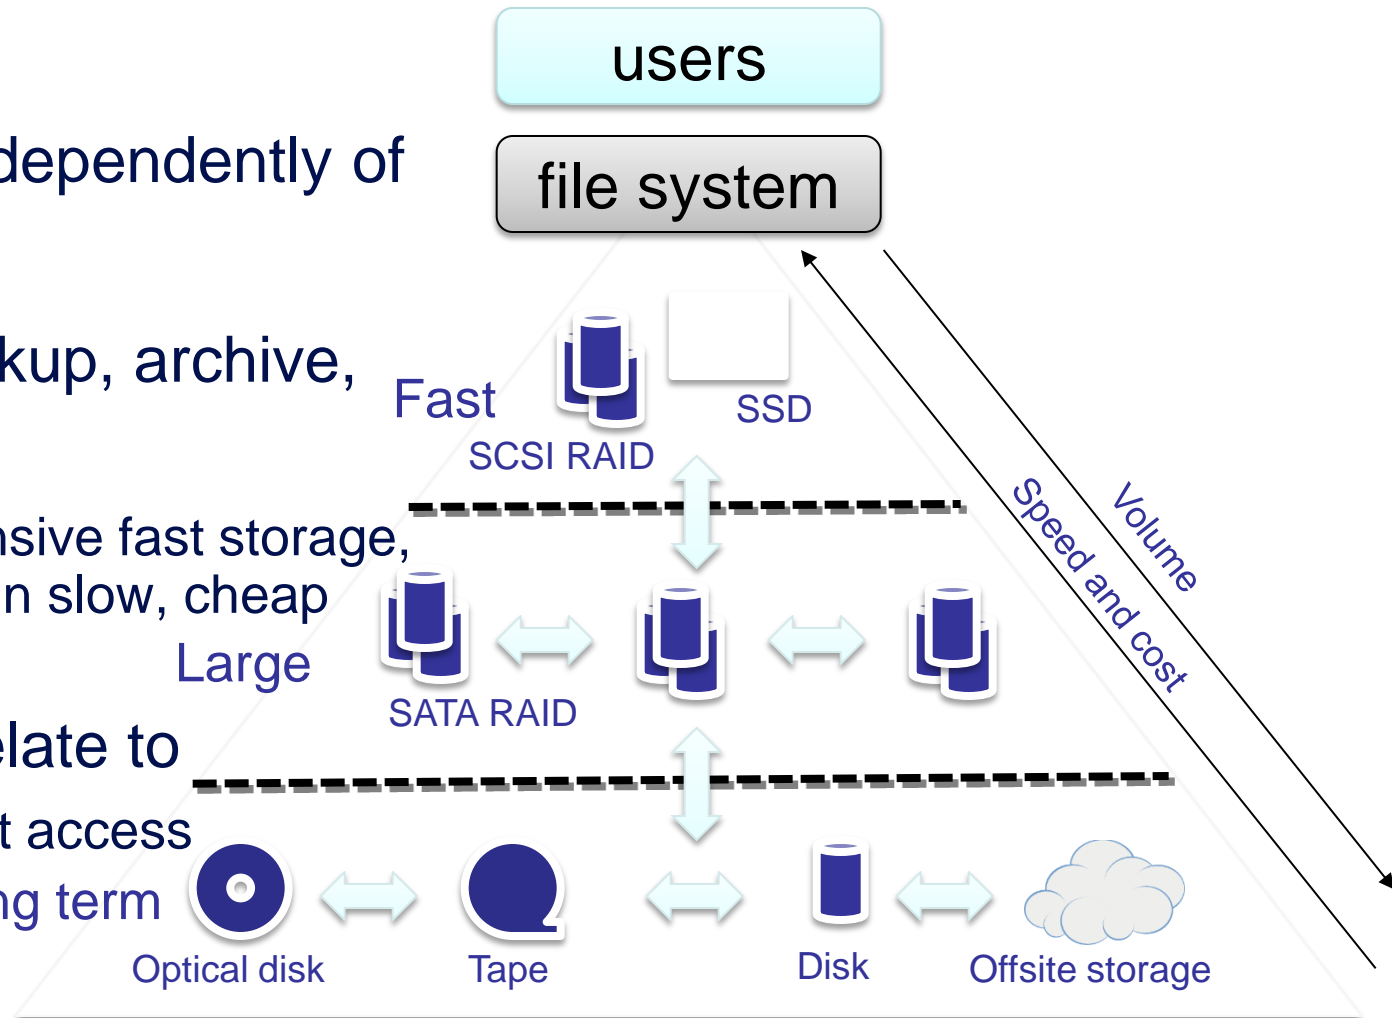 users
dependently of
file system
kup, archive,
Fast
SSD
SCSI RAID
Volume
Speed and cost
nsive fast storage,
n slow, cheap
Large
SATA RAID
elate to
t access
ng term
Optical disk
Tape
Disk
Offsite storage